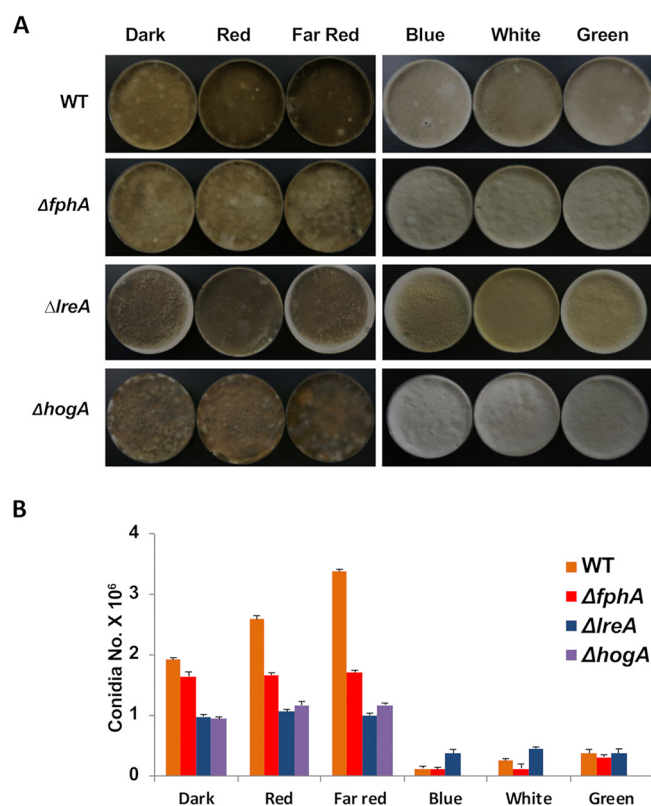 A
Dark Red Far Red Blue White Green
WT
ΔfphA
ΔlreA
ΔhogA
B
Conidia No. X 10⁶
4
3
2
1
0
WT
ΔfphA
ΔlreA
ΔhogA
Dark Red Far red Blue White Green